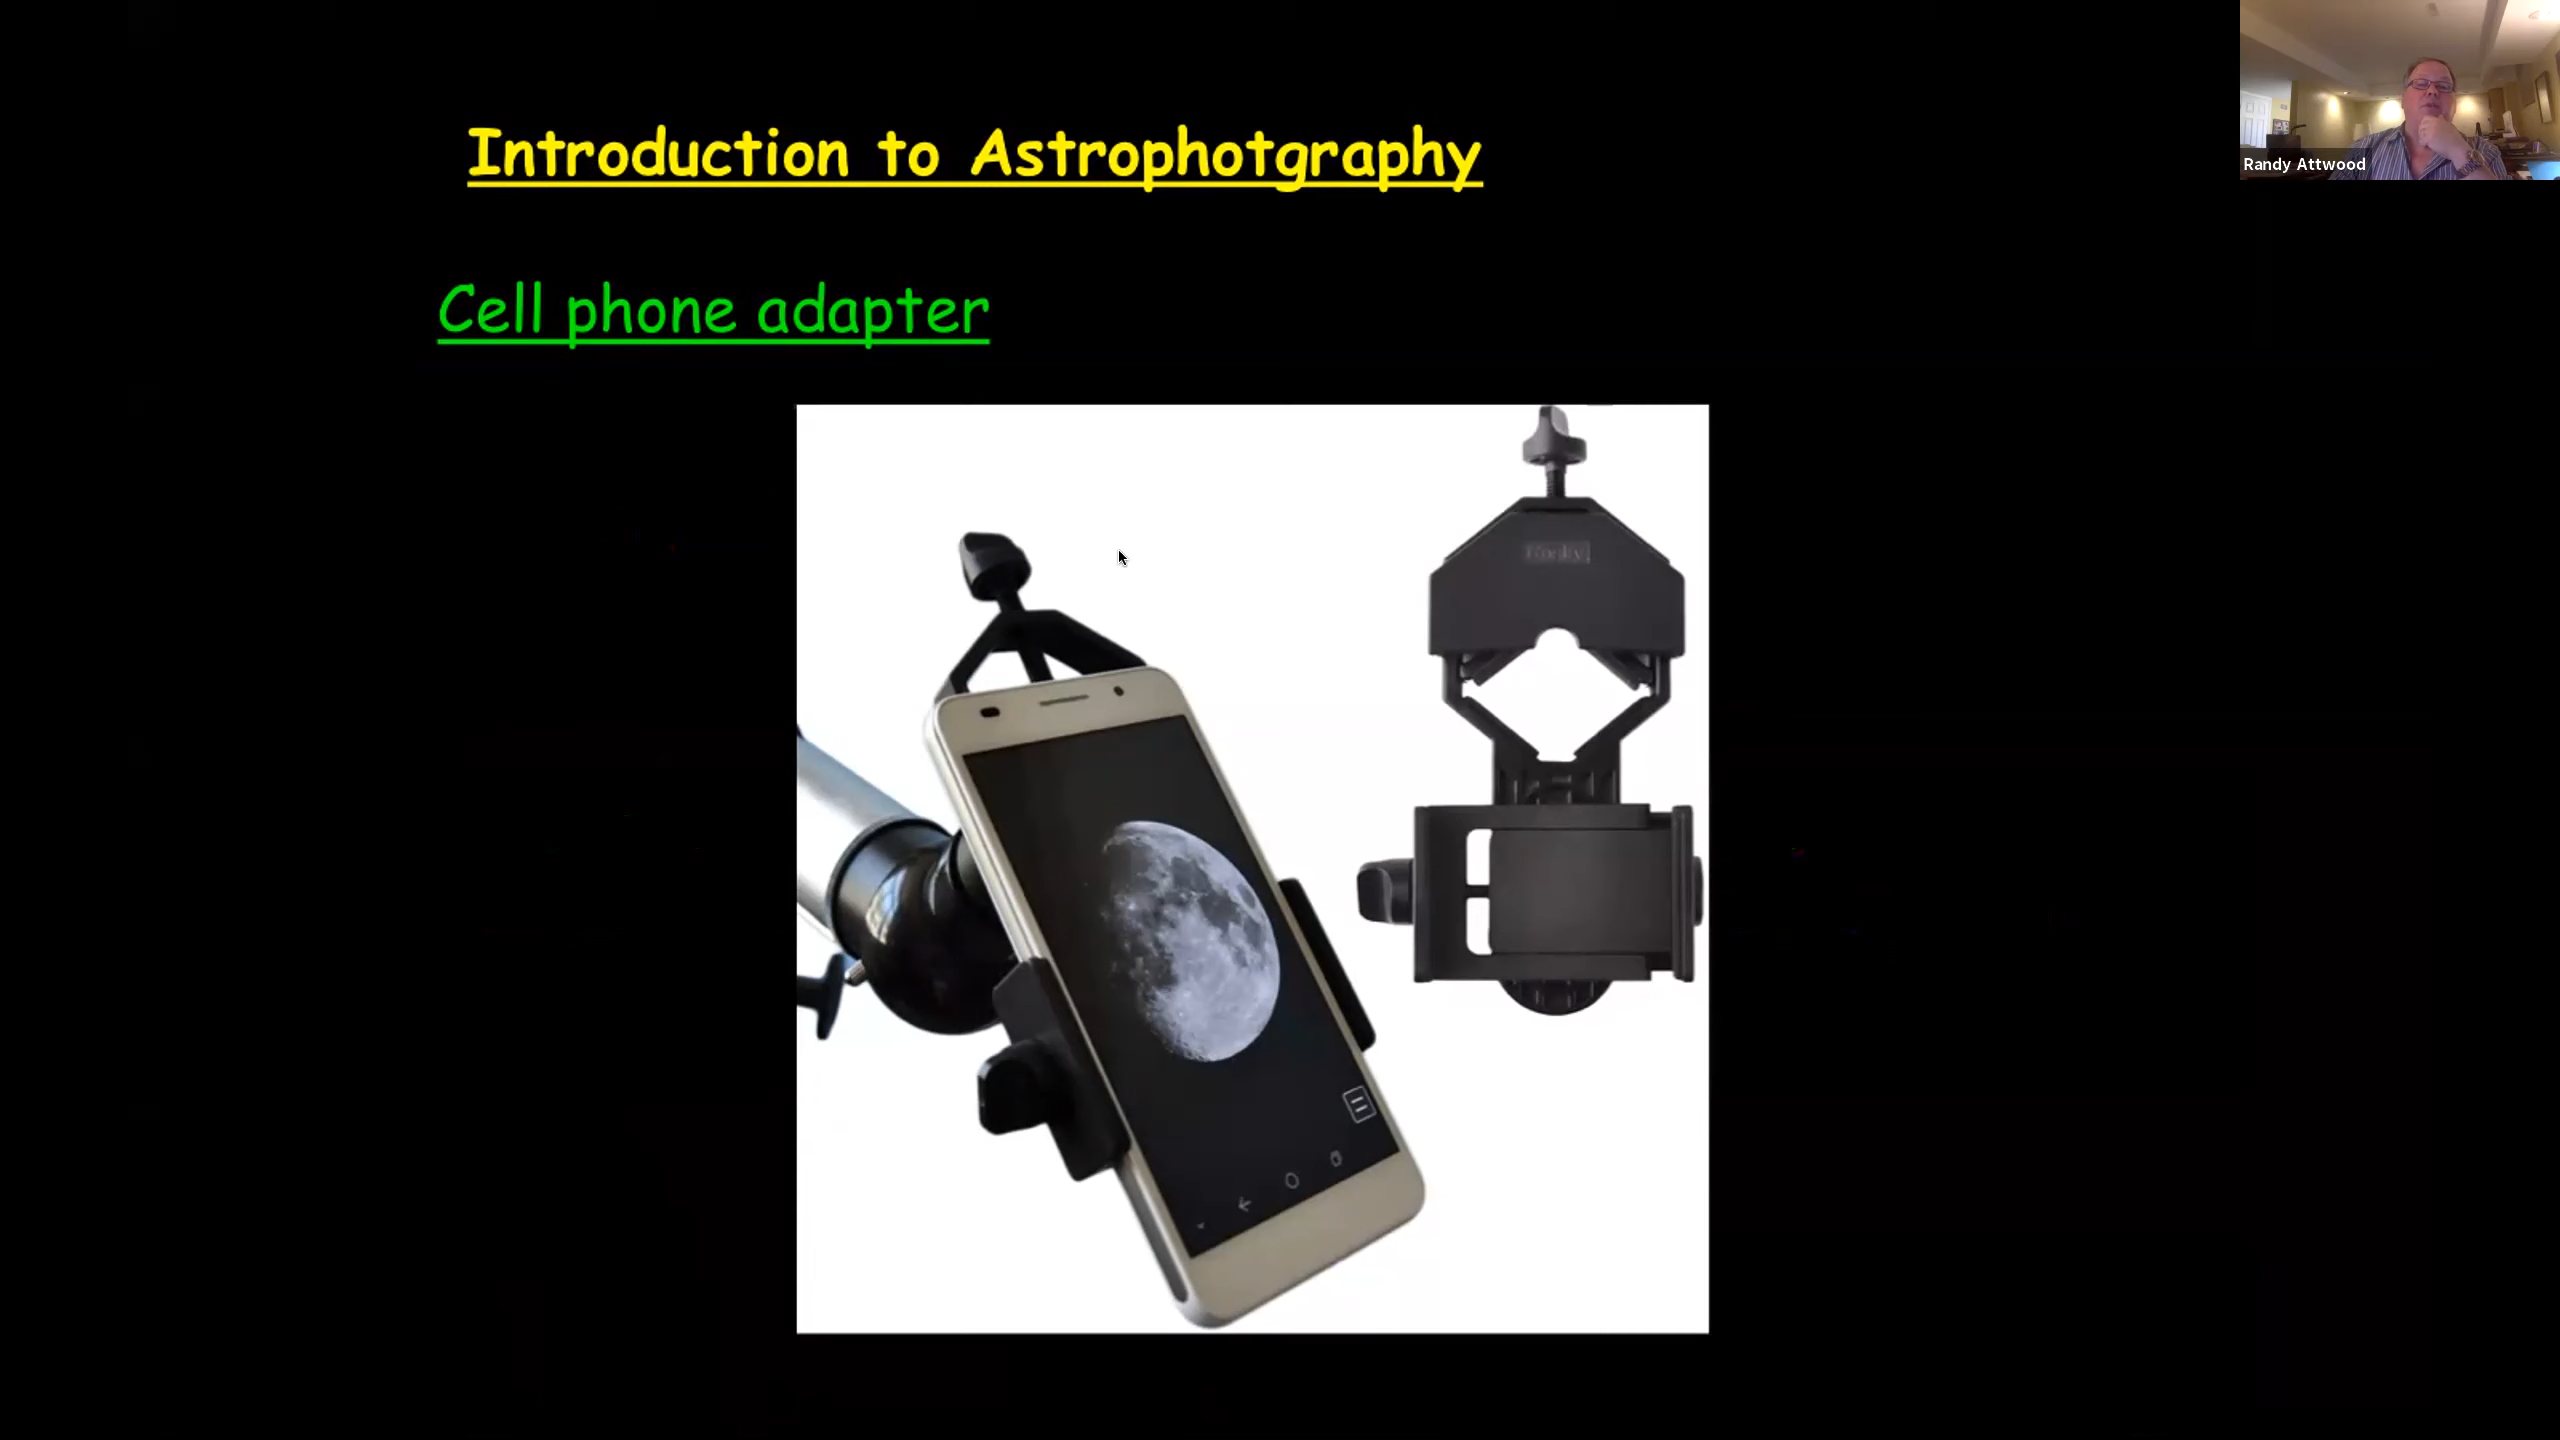 Introduction to Astrophotgraphy
Randy Attwood
Cell phone adapter